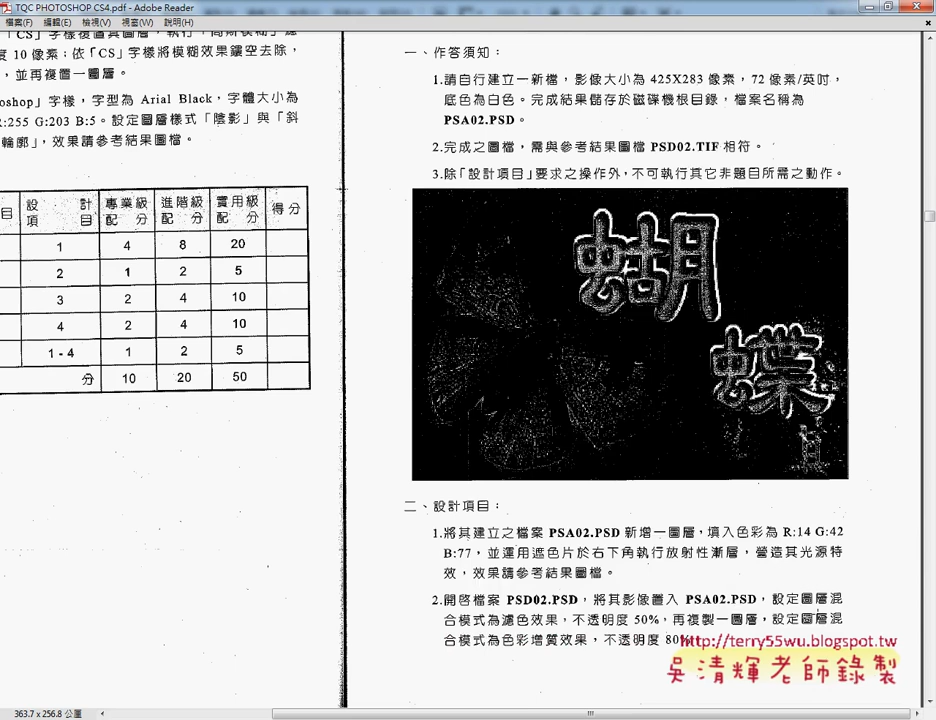 TQC PHOTOSHOP CS4.pdf - Adobe Reader
檔案(F) 編輯(E) 檢視(V) 視窗(W) 說明(H)
度 10 像素；依「CS」字樣將模糊效果鏤空去除，
，並再複置一圖層。
oshop」字樣，字型為 Arial Black，字體大小為
R:255 G:203 B:5。設定圖層樣式「陰影」與「斜
輪廓」，效果請參考結果圖檔。
目 設計項目 專業級配分 進階級配分 實用級配分 得分
1 4 8 20
2 1 2 5
3 2 4 10
4 2 4 10
1 - 4 1 2 5
分 10 20 50
一、作答須知：
1.請自行建立一新檔，影像大小為 425X283 像素，72 像素/英吋，
底色為白色。完成結果儲存於磁碟機根目錄，檔案名稱為
PSA02.PSD。
2.完成之圖檔，需與參考結果圖檔 PSD02.TIF 相符。
3.除「設計項目」要求之操作外，不可執行其它非題目所需之動作。
蝴
蝶
二、設計項目：
1.將其建立之檔案 PSA02.PSD 新增一圖層，填入色彩為 R:14 G:42
B:77，並運用遮色片於右下角執行放射性漸層，營造其光源特
效，效果請參考結果圖檔。
2.開啓檔案 PSD02.PSD，將其影像置入 PSA02.PSD，設定圖層混
合模式為濾色效果，不透明度 50%，再複製一圖層，設定圖層混
合模式為色彩增質效果，不透明度 80%
http://terry55wu.blogspot.tw
吳清輝老師錄製
363.7 x 256.8 公釐